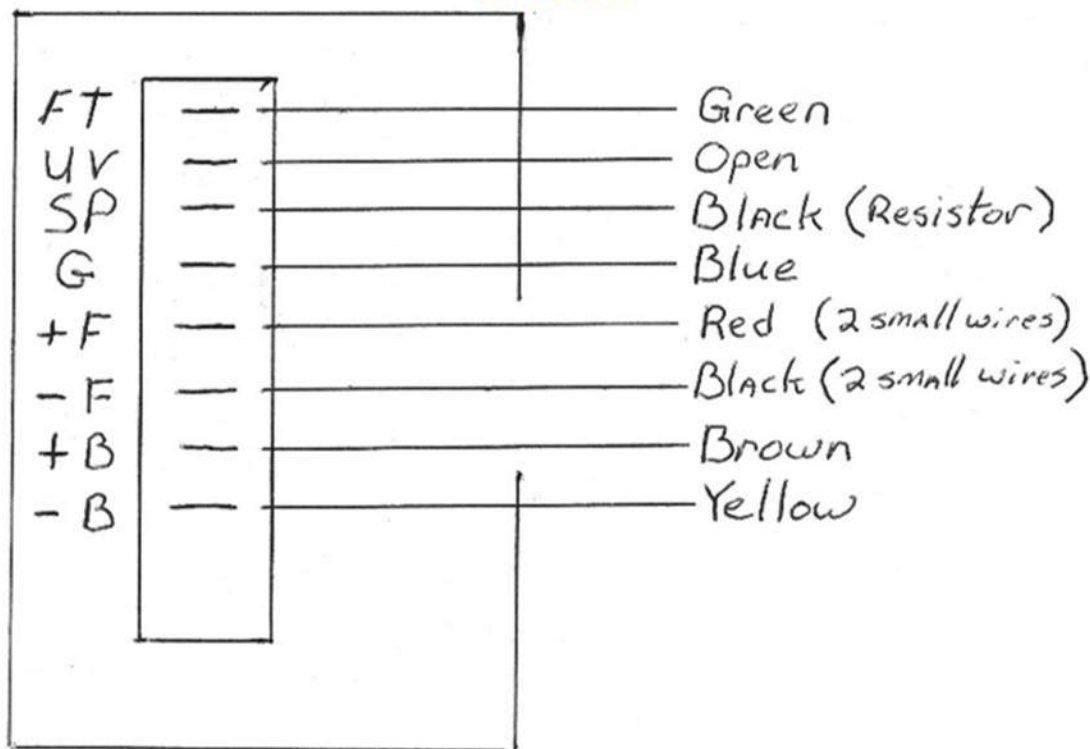 FT Green
UV Open
SP Black (Resistor)
G Blue
+F Red (2 small wires)
-F Black (2 small wires)
+B Brown
-B Yellow